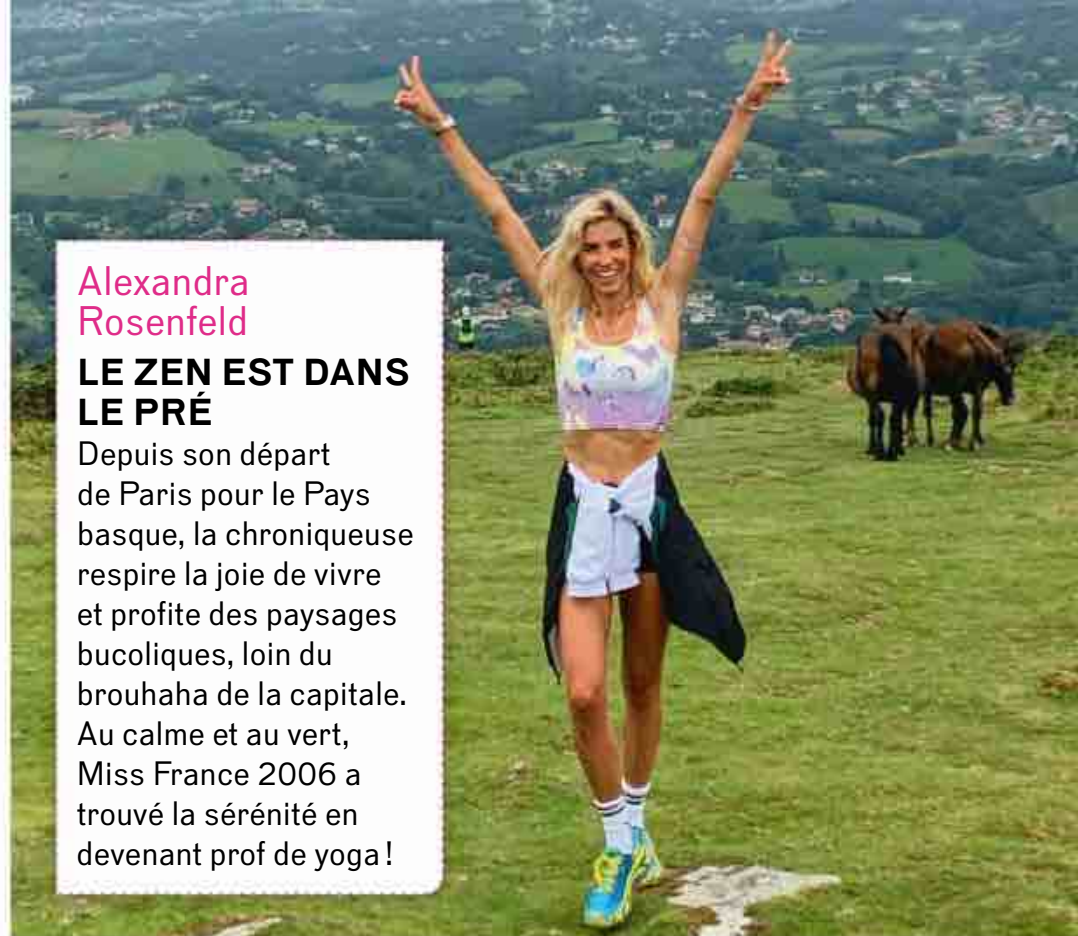 Alexandra
Rosenfeld
LE ZEN EST DANS
LE PRÉ
Depuis son départ
de Paris pour le Pays
basque, la chroniqueuse
respire la joie de vivre
et profite des paysages
bucoliques, loin du
brouhaha de la capitale.
Au calme et au vert,
Miss France 2006 a
trouvé la sérénité en
devenant prof de yoga !